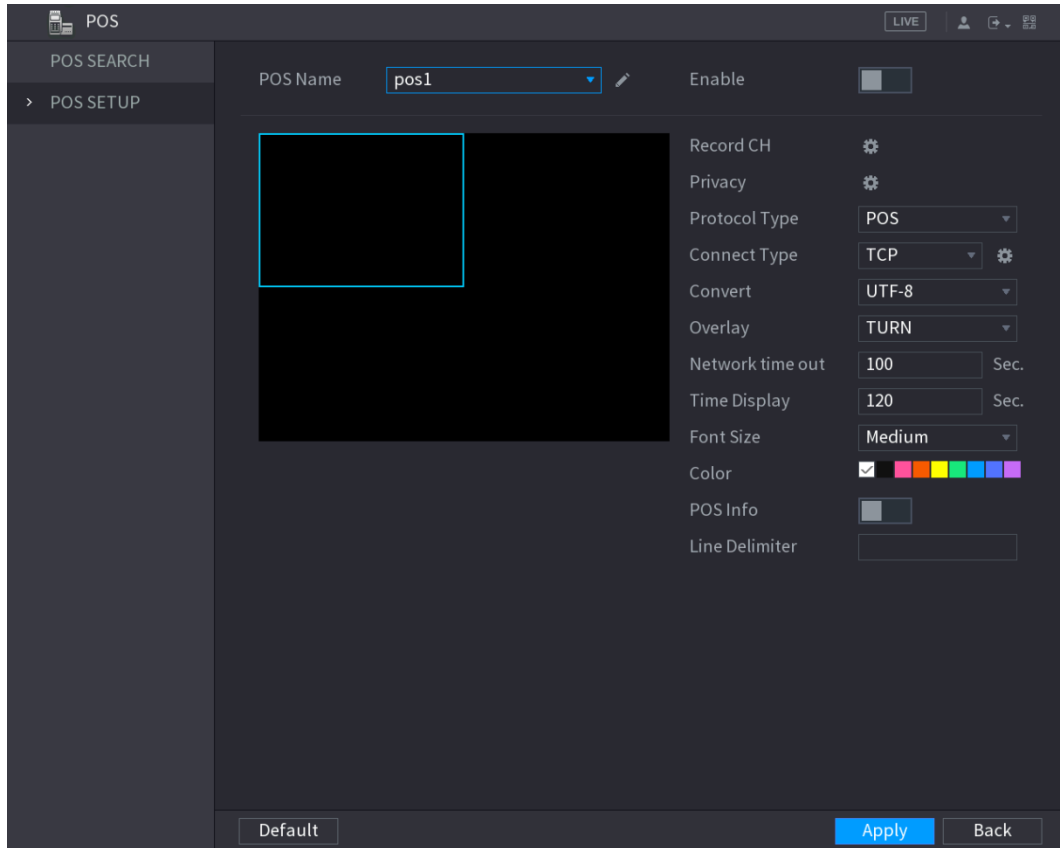 POS
LIVE
POS SEARCH
POS SETUP
POS Name pos1 Enable
Record CH
Privacy
Protocol Type POS
Connect Type TCP
Convert UTF-8
Overlay TURN
Network time out 100 Sec.
Time Display 120 Sec.
Font Size Medium
Color
POS Info
Line Delimiter
Default Apply Back